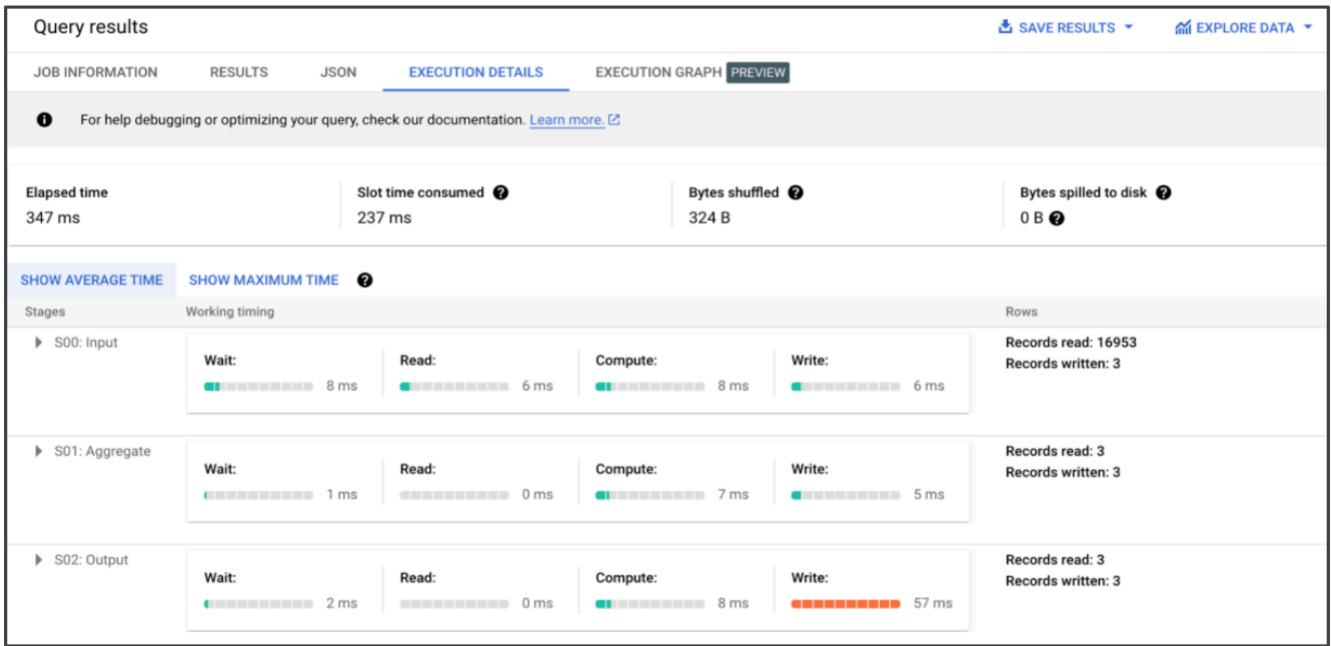 Query results
SAVE RESULTS
EXPLORE DATA
JOB INFORMATION RESULTS JSON EXECUTION DETAILS EXECUTION GRAPH PREVIEW
For help debugging or optimizing your query, check our documentation. Learn more.
Elapsed time Slot time consumed Bytes shuffled Bytes spilled to disk
347 ms 237 ms 324 B 0 B
SHOW AVERAGE TIME SHOW MAXIMUM TIME
Stages Working timing Rows
S00: Input
Wait: Read: Compute: Write:
8 ms 6 ms 8 ms 6 ms
Records read: 16953
Records written: 3
S01: Aggregate
Wait: Read: Compute: Write:
1 ms 0 ms 7 ms 5 ms
Records read: 3
Records written: 3
S02: Output
Wait: Read: Compute: Write:
2 ms 0 ms 8 ms 57 ms
Records read: 3
Records written: 3